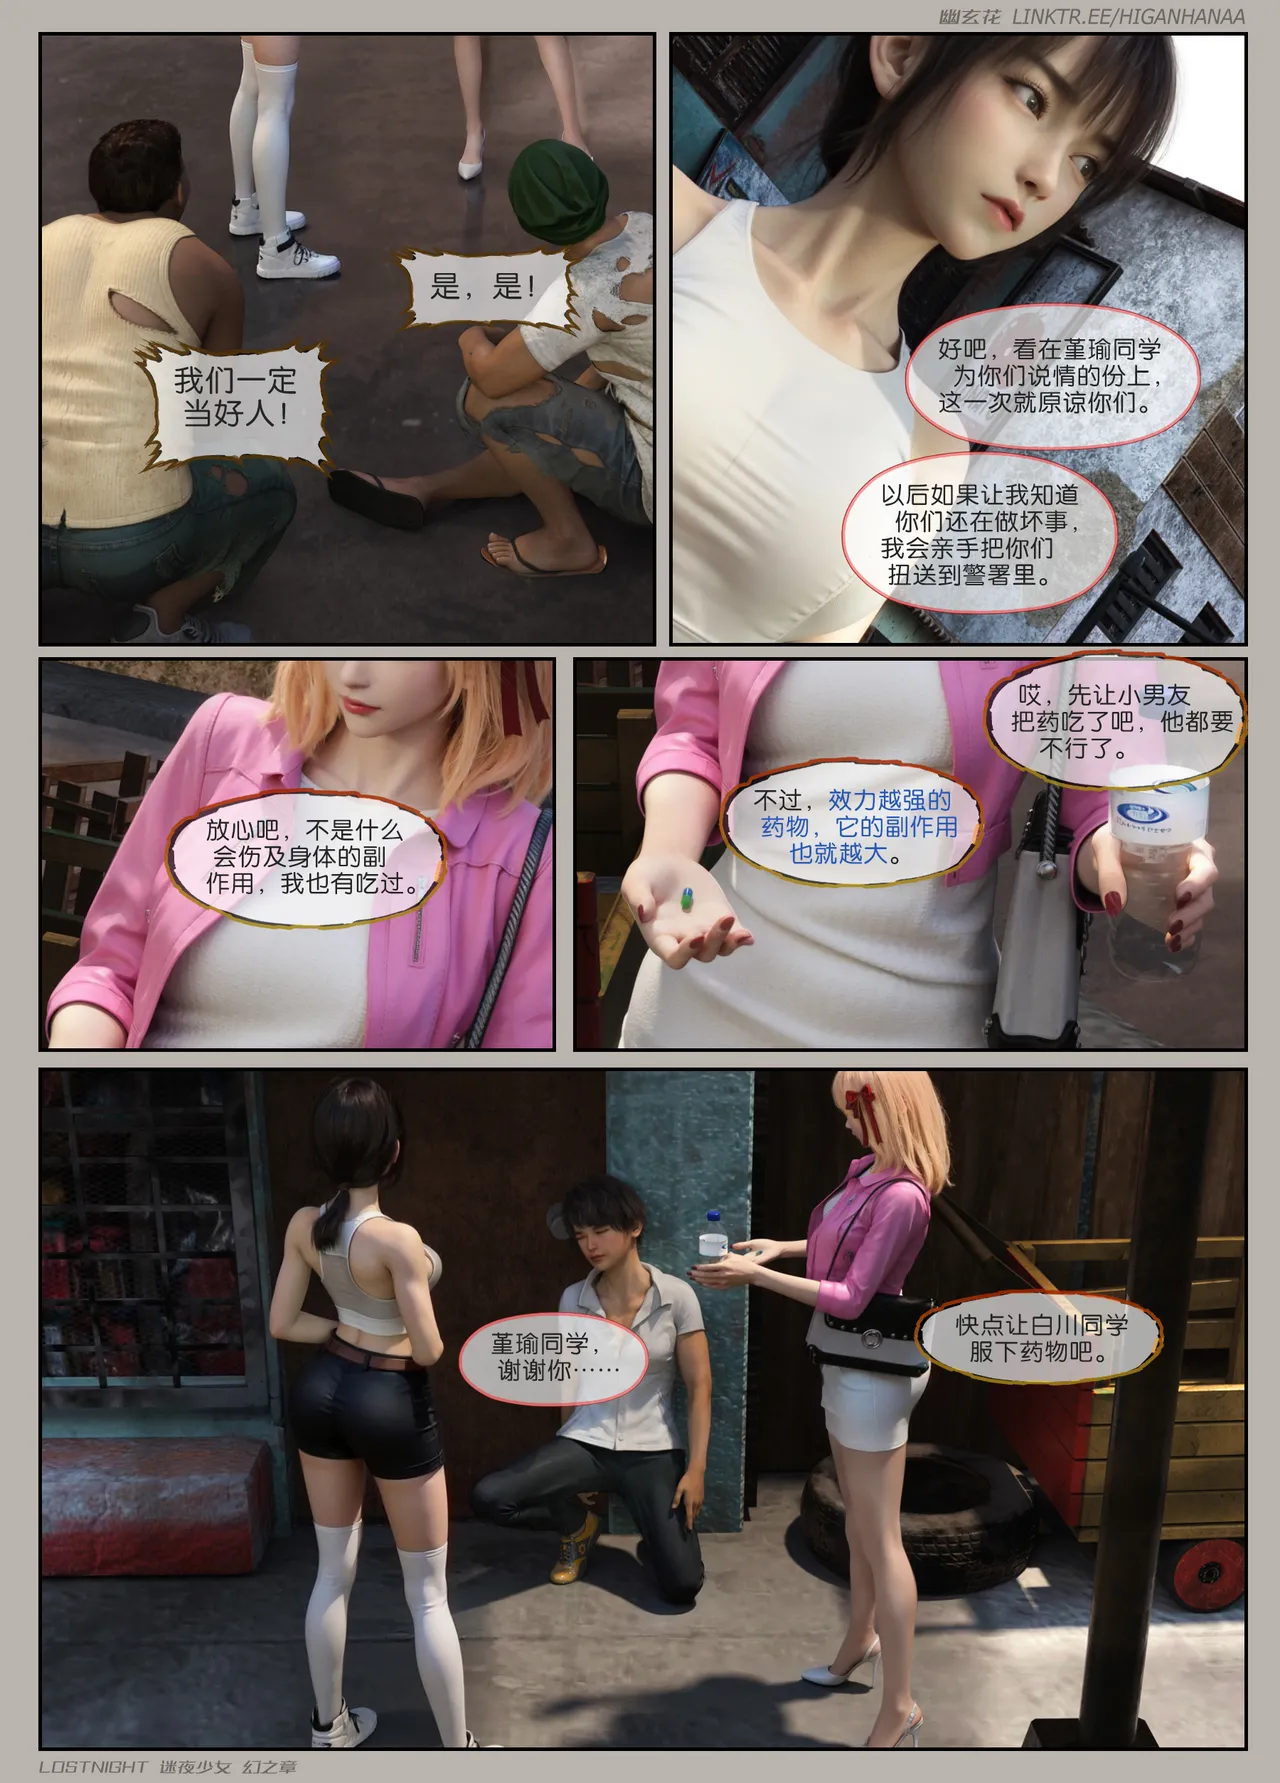 幽玄花 LINKTR.EE/HIGANHANAA
是，是！
我们一定
当好人！
好吧，看在堇瑜同学
为你们说情的份上，
这一次就原谅你们。
以后如果让我知道
你们还在做坏事，
我会亲手把你们
扭送到警署里。
放心吧，不是什么
会伤及身体的副
作用，我也有吃过。
不过，效力越强的
药物，它的副作用
也就越大。
哎，先让小男友
把药吃了吧，他都要
不行了。
堇瑜同学，
谢谢你……
快点让白川同学
服下药物吧。
LOSTNIGHT 迷夜少女 幻之章